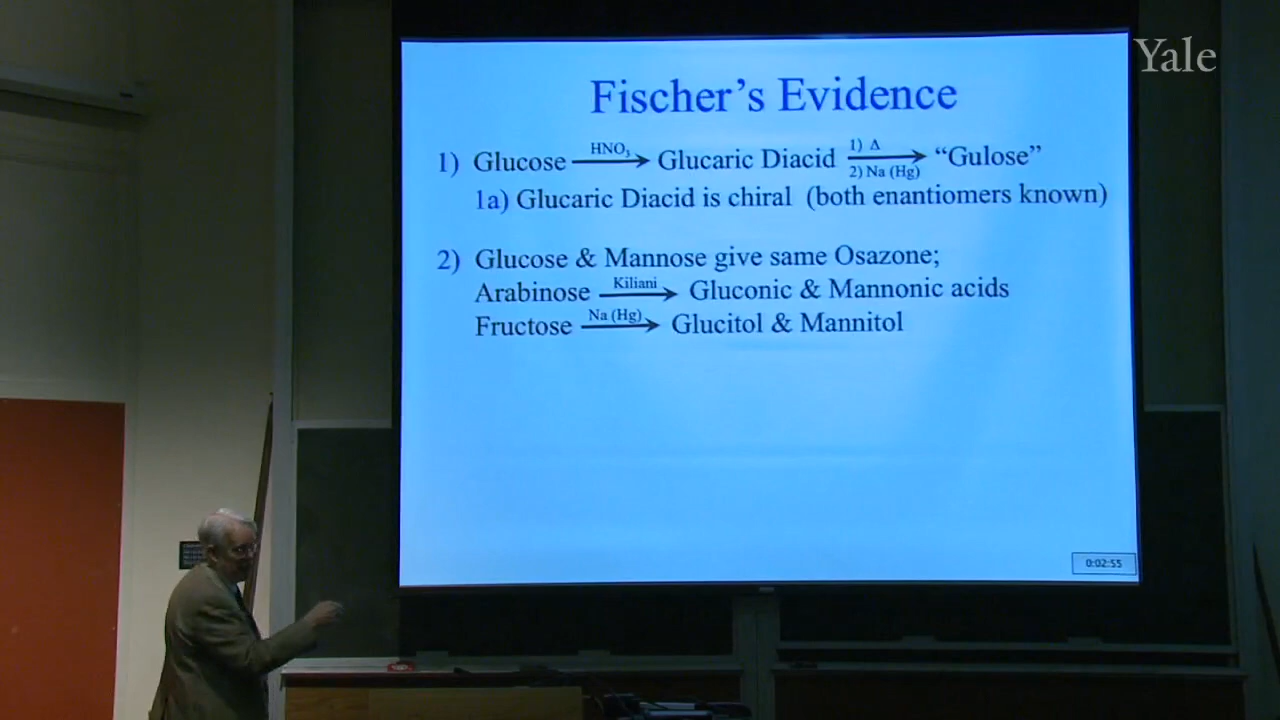 Yale
Fischer's Evidence
1) Glucose HNO₃ → Glucaric Diacid 1) Δ 2) Na (Hg) → “Gulose”
1a) Glucaric Diacid is chiral (both enantiomers known)
2) Glucose & Mannose give same Osazone;
Arabinose Kiliani → Gluconic & Mannonic acids
Fructose Na (Hg) → Glucitol & Mannitol
0:02:55